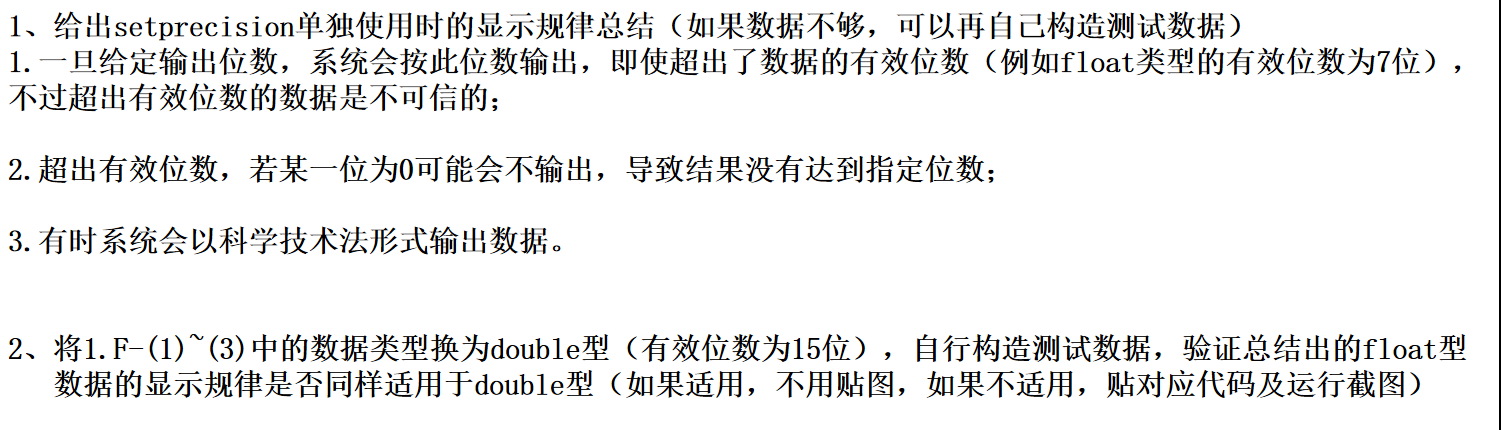 1、给出setprecision单独使用时的显示规律总结（如果数据不够，可以再自己构造测试数据）
1.一旦给定输出位数，系统会按此位数输出，即使超出了数据的有效位数（例如float类型的有效位数为7位），
不过超出有效位数的数据是不可信的；
2.超出有效位数，若某一位为0可能会不输出，导致结果没有达到指定位数；
3.有时系统会以科学技术法形式输出数据。
2、将1.F-(1)~(3)中的数据类型换为double型（有效位数为15位），自行构造测试数据，验证总结出的float型
数据的显示规律是否同样适用于double型（如果适用，不用贴图，如果不适用，贴对应代码及运行截图）